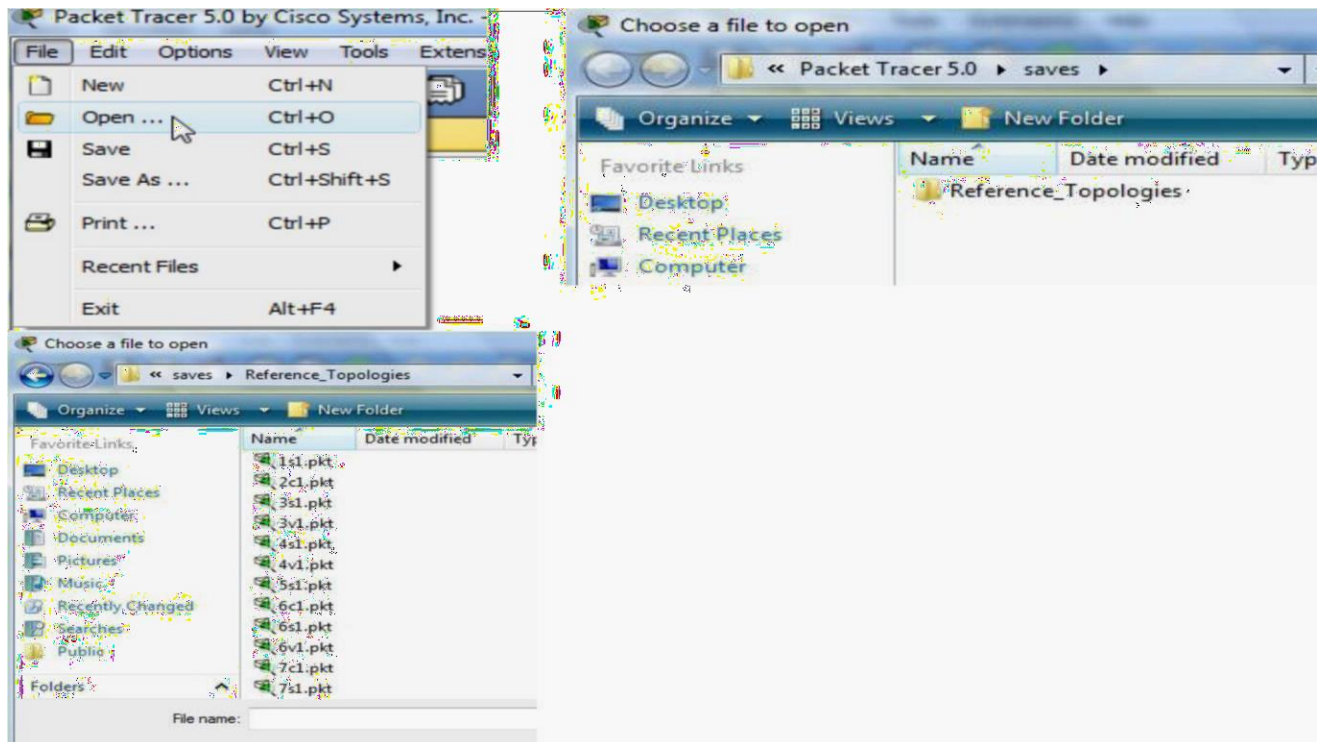 Packet Tracer 5.0 by Cisco Systems, Inc. -
File Edit Options View Tools Extens
New Ctrl+N
Open ... Ctrl+O
Save Ctrl+S
Save As ... Ctrl+Shift+S
Print ... Ctrl+P
Recent Files
Exit Alt+F4
Choose a file to open
« Packet Tracer 5.0 ▸ saves ▸
Organize Views New Folder
Favorite Links
Desktop
Recent Places
Computer
Name Date modified Typ
Reference_Topologies
Choose a file to open
« saves ▸ Reference_Topologies
Organize Views New Folder
Favorite Links
Desktop
Recent Places
Computer
Documents
Pictures
Music
Recently Changed
Searches
Public
Folders
Name Date modified Typ
1s1.pkt
2c1.pkt
3s1.pkt
3v1.pkt
4s1.pkt
4v1.pkt
5s1.pkt
6c1.pkt
6s1.pkt
6v1.pkt
7c1.pkt
7s1.pkt
File name: